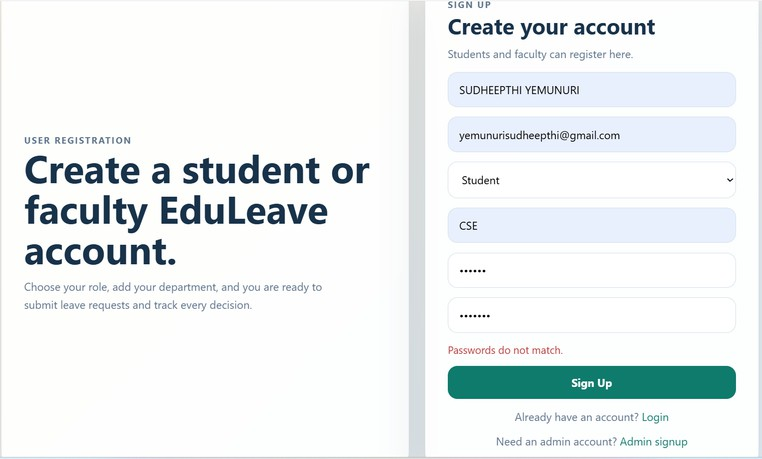 USER REGISTRATION
Create a student or
faculty EduLeave
account.
Choose your role, add your department, and you are ready to
submit leave requests and track every decision.
SIGN UP
Create your account
Students and faculty can register here.
SUDHEEPTHI YEMUNURI
yemunurisudheepthi@gmail.com
Student
CSE
••••••
•••••••
Passwords do not match.
Sign Up
Already have an account? Login
Need an admin account? Admin signup